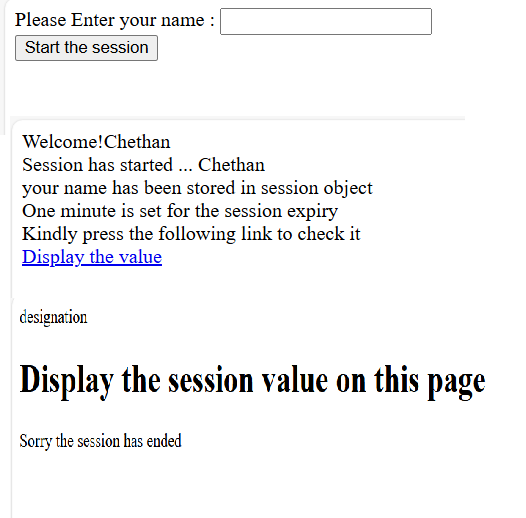 Please Enter your name :
Start the session
Welcome!Chethan
Session has started ... Chethan
your name has been stored in session object
One minute is set for the session expiry
Kindly press the following link to check it
Display the value
designation
Display the session value on this page
Sorry the session has ended